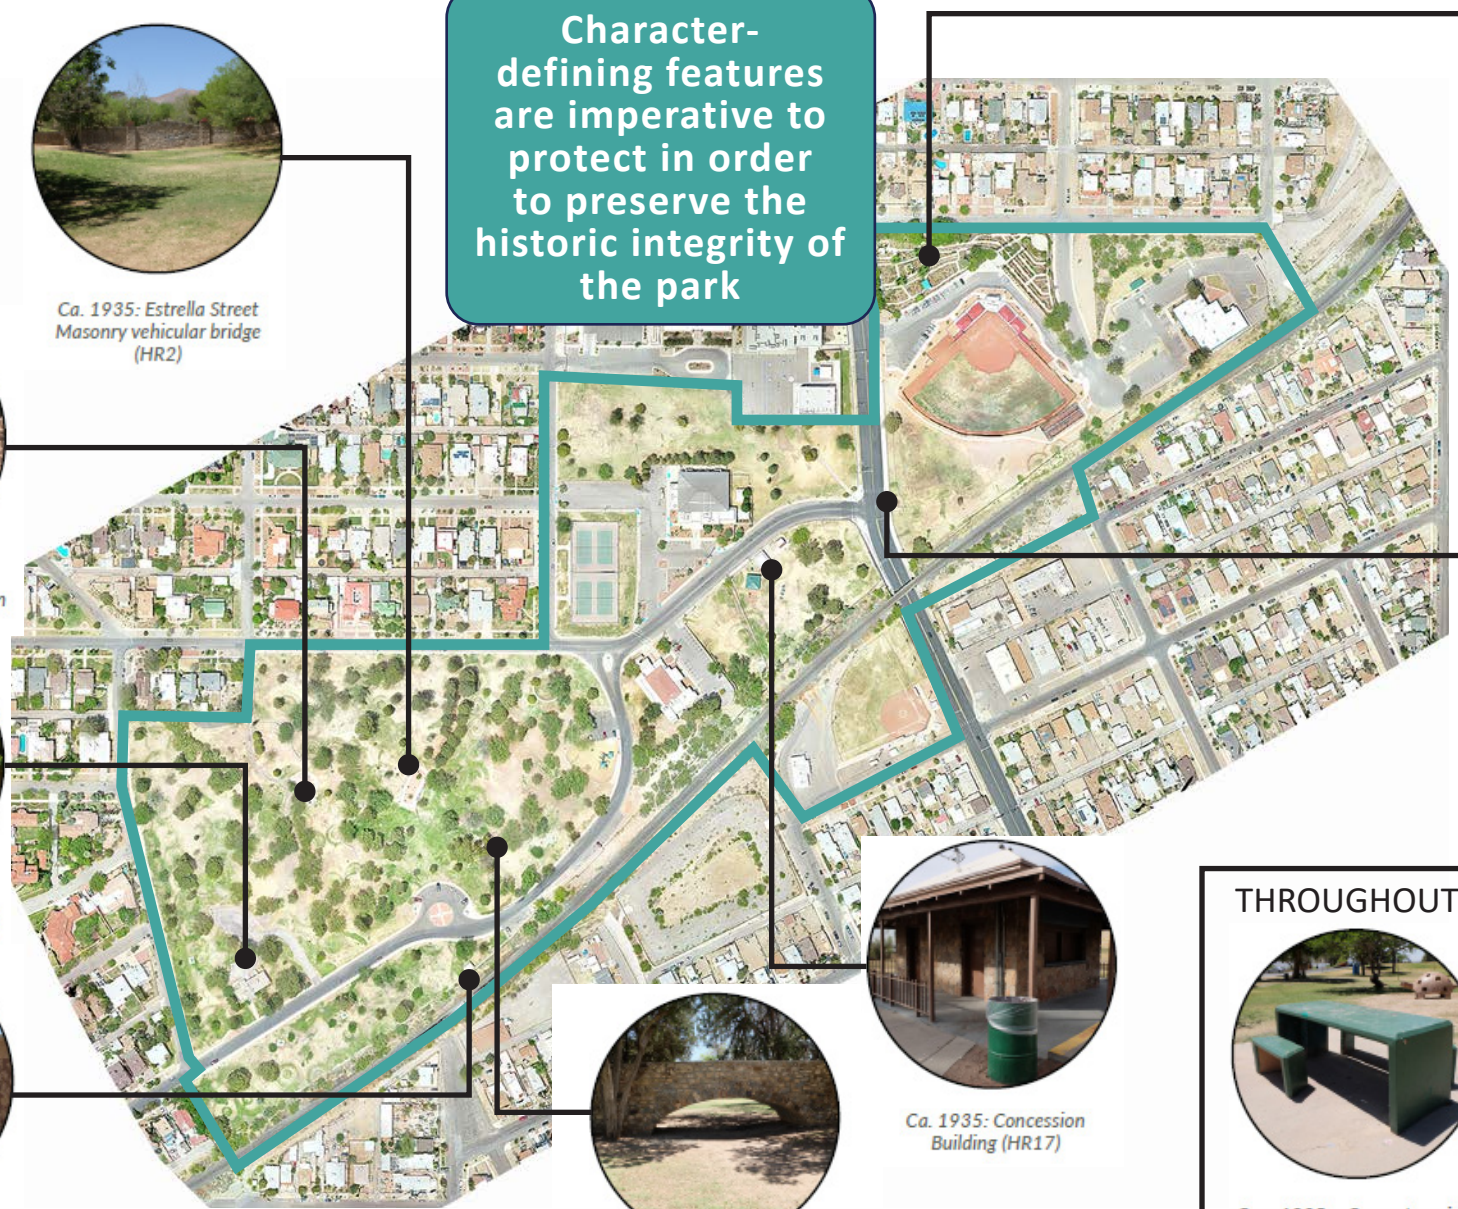 Character-
defining features
are imperative to
protect in order
to preserve the
historic integrity of
the park
Ca. 1935: Estrella Street
Masonry vehicular bridge
(HR2)
Ca. 1935: Concession
Building (HR17)
THROUGHOUT